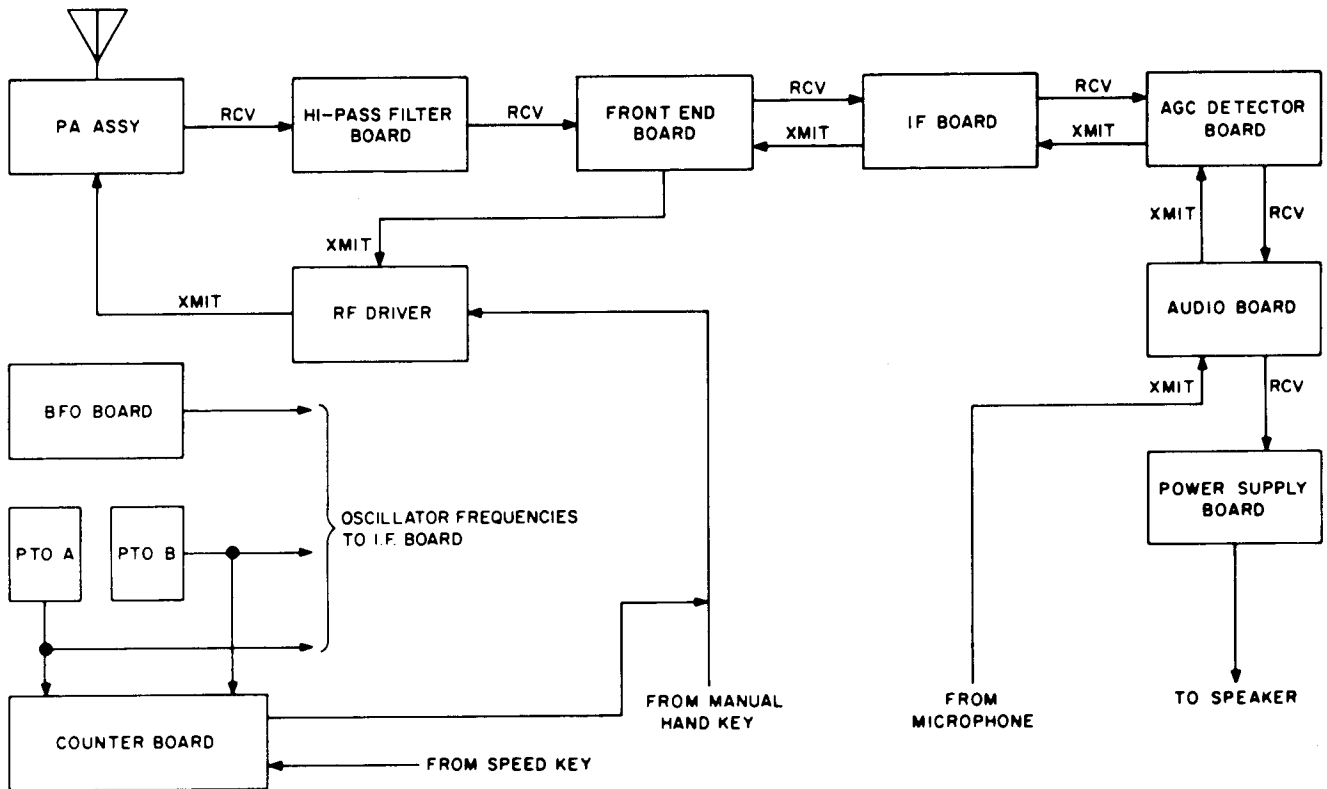 PA ASSY
RCV
HI-PASS FILTER
BOARD
RCV
FRONT END
BOARD
RCV
XMIT
IF BOARD
RCV
XMIT
AGC DETECTOR
BOARD
XMIT
RCV
XMIT
XMIT
RF DRIVER
AUDIO BOARD
XMIT
RCV
BFO BOARD
POWER SUPPLY
BOARD
PTO A
PTO B
OSCILLATOR FREQUENCIES
TO I.F. BOARD
COUNTER BOARD
FROM SPEED KEY
FROM MANUAL
HAND KEY
FROM
MICROPHONE
TO SPEAKER